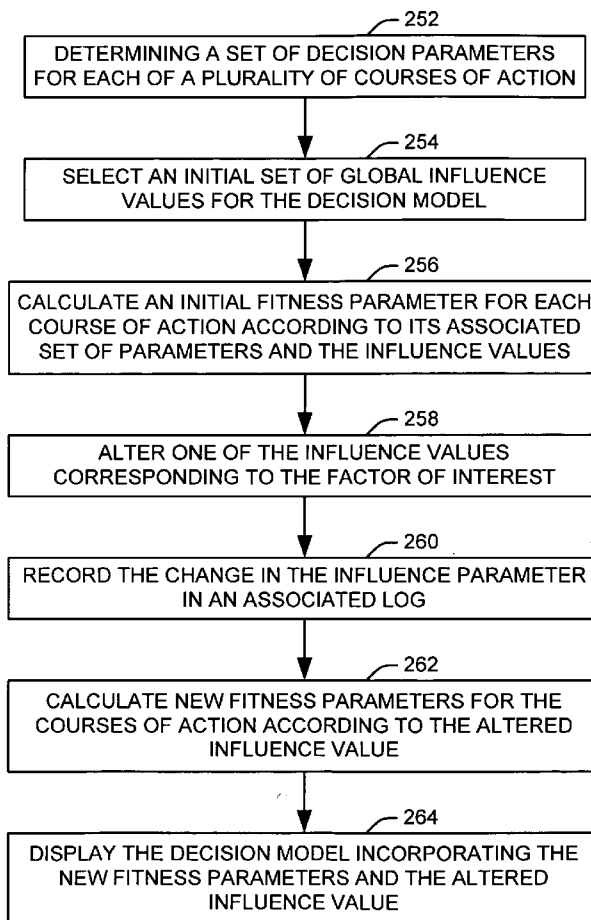 252
DETERMINING A SET OF DECISION PARAMETERS
FOR EACH OF A PLURALITY OF COURSES OF ACTION
254
SELECT AN INITIAL SET OF GLOBAL INFLUENCE
VALUES FOR THE DECISION MODEL
256
CALCULATE AN INITIAL FITNESS PARAMETER FOR EACH
COURSE OF ACTION ACCORDING TO ITS ASSOCIATED
SET OF PARAMETERS AND THE INFLUENCE VALUES
258
ALTER ONE OF THE INFLUENCE VALUES
CORRESPONDING TO THE FACTOR OF INTEREST
260
RECORD THE CHANGE IN THE INFLUENCE PARAMETER
IN AN ASSOCIATED LOG
262
CALCULATE NEW FITNESS PARAMETERS FOR THE
COURSES OF ACTION ACCORDING TO THE ALTERED
INFLUENCE VALUE
264
DISPLAY THE DECISION MODEL INCORPORATING THE
NEW FITNESS PARAMETERS AND THE ALTERED
INFLUENCE VALUE